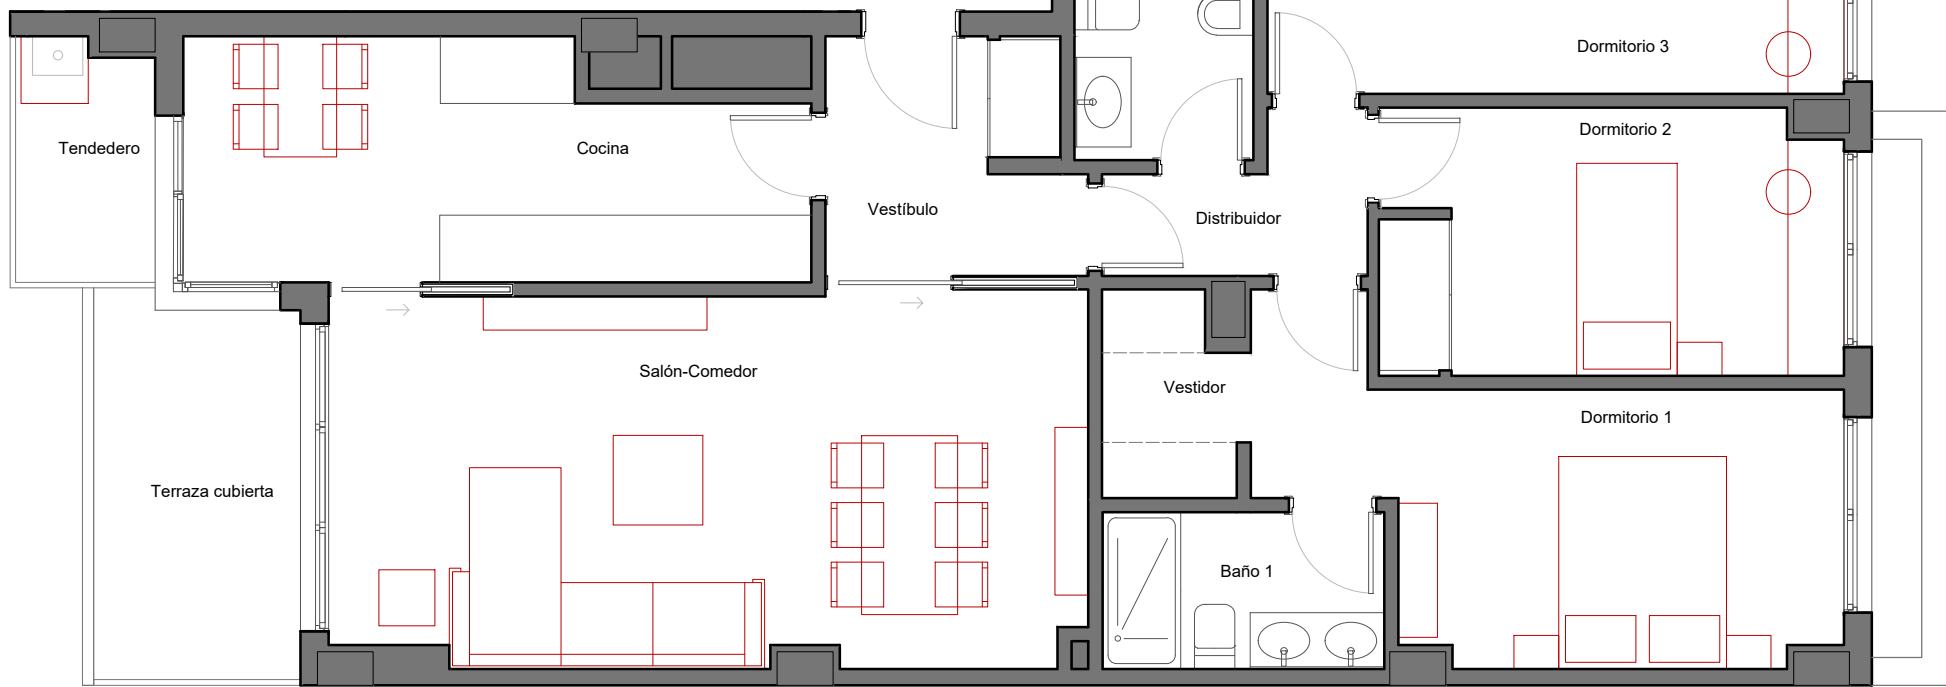 Dormitorio 3
Dormitorio 2
Tendedero
Cocina
Vestíbulo
Distribuidor
Salón-Comedor
Vestidor
Dormitorio 1
Terraza cubierta
Baño 1